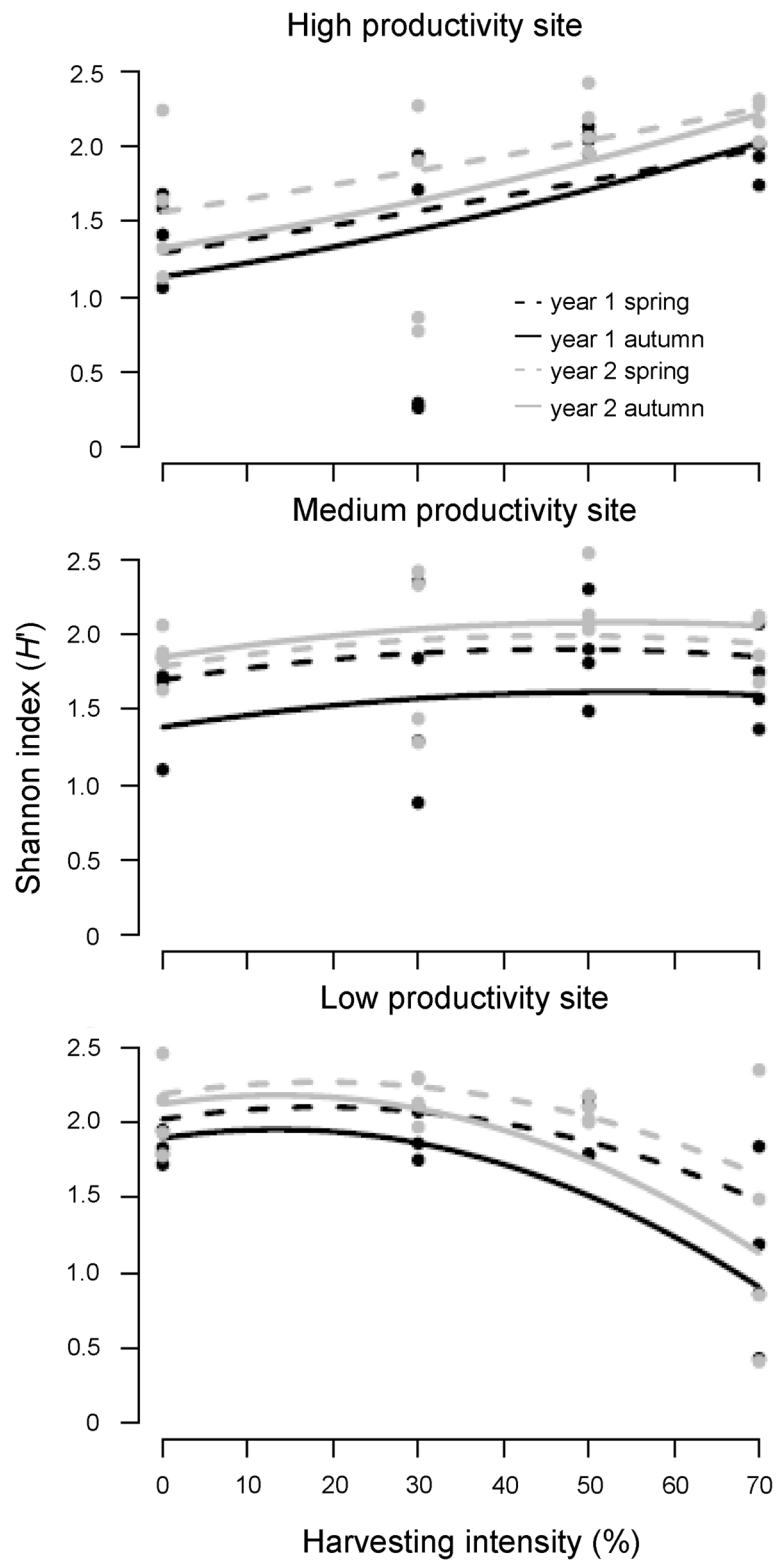 High productivity site
2.5
2.0
1.5
1.0
0.5
0
year 1 spring
year 1 autumn
year 2 spring
year 2 autumn
Medium productivity site
2.5
2.0
1.5
1.0
0.5
0
Shannon index (H')
Low productivity site
2.5
2.0
1.5
1.0
0.5
0
0 10 20 30 40 50 60 70
Harvesting intensity (%)